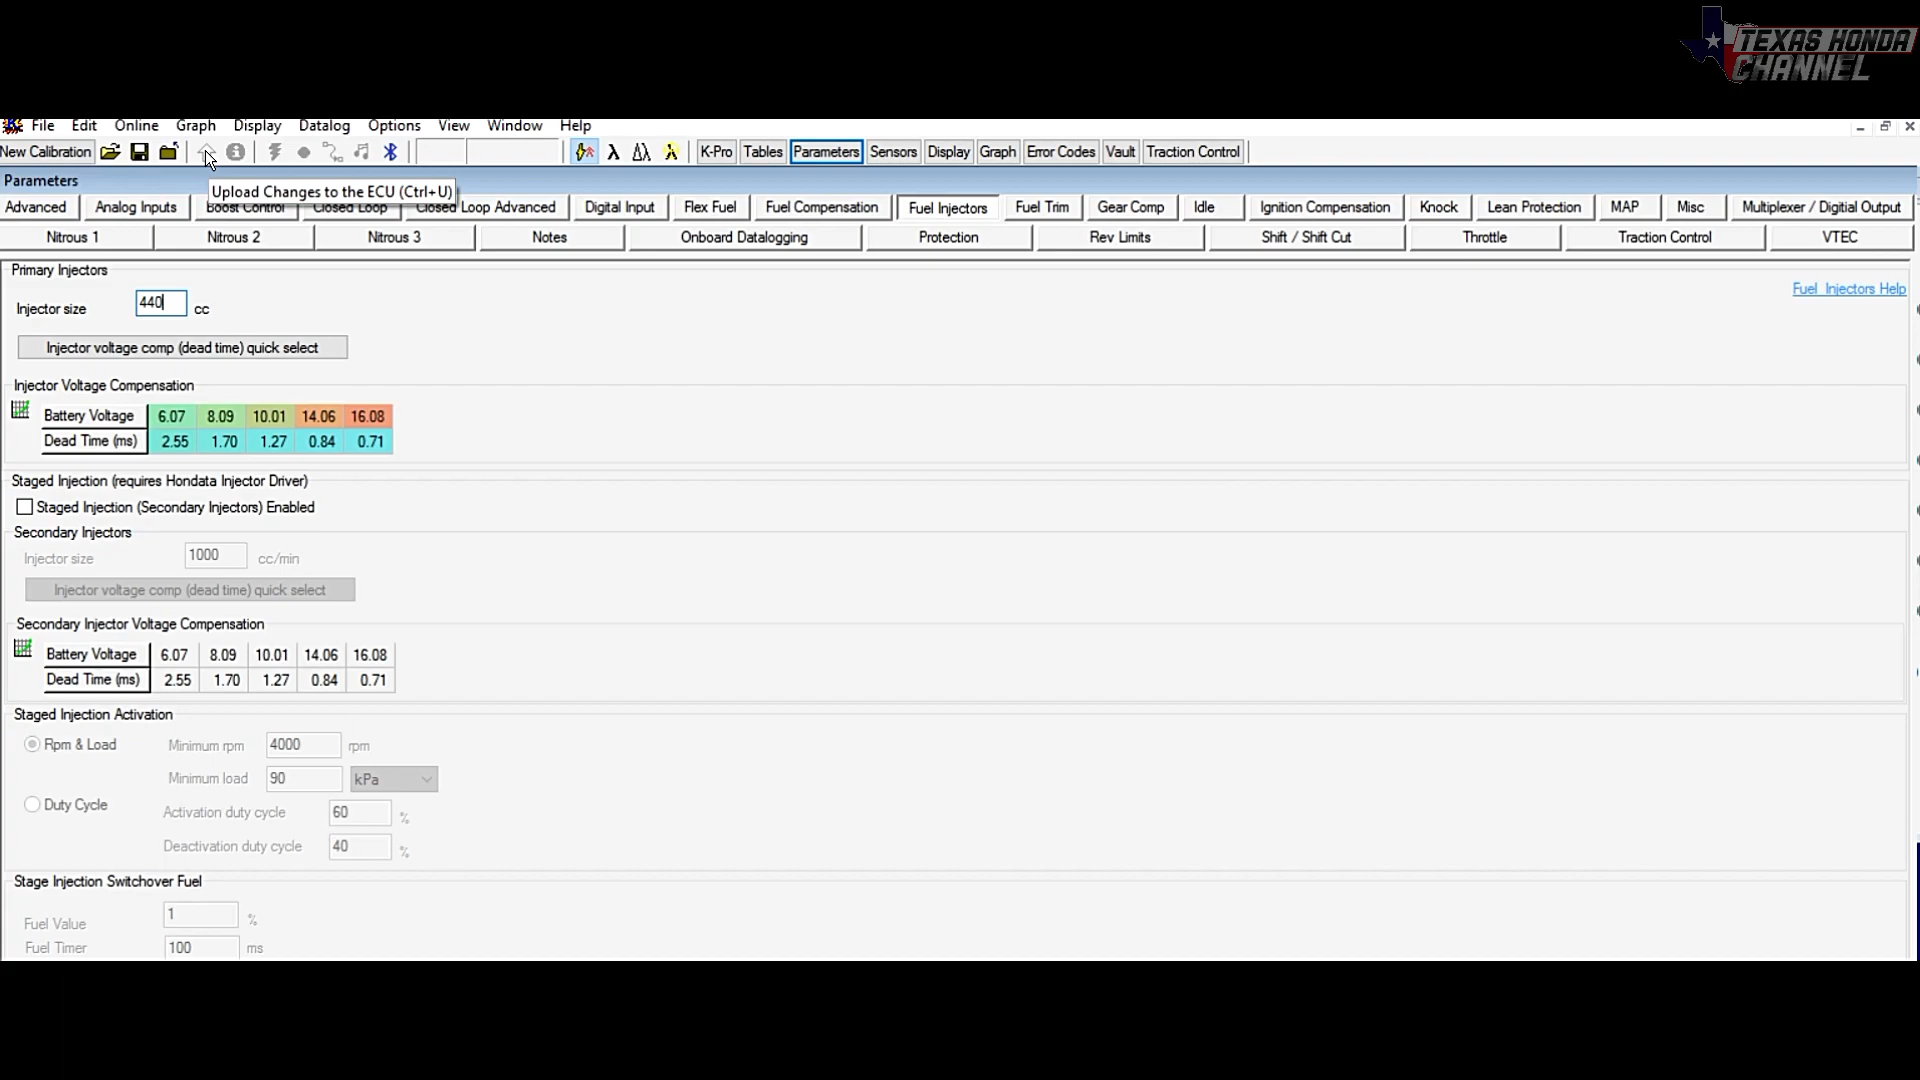 TEXAS HONDA
CHANNEL
File Edit Online Graph Display Datalog Options View Window Help
New Calibration K-Pro Tables Parameters Sensors Display Graph Error Codes Vault Traction Control
Parameters
Upload Changes to the ECU (Ctrl+U)
Advanced Analog Inputs Boost Control Closed Loop Closed Loop Advanced Digital Input Flex Fuel Fuel Compensation Fuel Injectors Fuel Trim Gear Comp Idle Ignition Compensation Knock Lean Protection MAP Misc Multiplexer / Digitial Output
Nitrous 1 Nitrous 2 Nitrous 3 Notes Onboard Datalogging Protection Rev Limits Shift / Shift Cut Throttle Traction Control VTEC
Primary Injectors
Fuel Injectors Help
Injector size 440 cc
Injector voltage comp (dead time) quick select
Injector Voltage Compensation
Battery Voltage 6.07 8.09 10.01 14.06 16.08
Dead Time (ms) 2.55 1.70 1.27 0.84 0.71
Staged Injection (requires Hondata Injector Driver)
Staged Injection (Secondary Injectors) Enabled
Secondary Injectors
Injector size 1000 cc/min
Injector voltage comp (dead time) quick select
Secondary Injector Voltage Compensation
Battery Voltage 6.07 8.09 10.01 14.06 16.08
Dead Time (ms) 2.55 1.70 1.27 0.84 0.71
Staged Injection Activation
Rpm & Load Minimum rpm 4000 rpm
Minimum load 90 kPa
Duty Cycle
Activation duty cycle 60 %
Deactivation duty cycle 40 %
Stage Injection Switchover Fuel
Fuel Value 1 %
Fuel Timer 100 ms